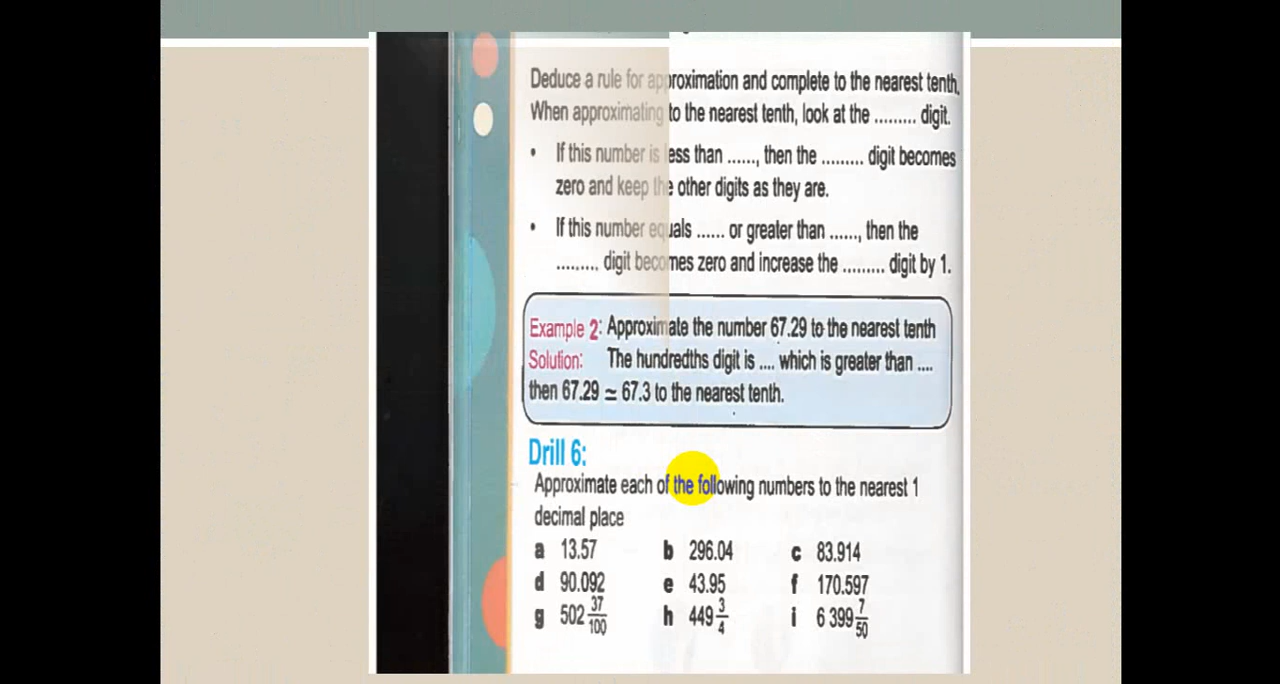 Deduce a rule for approximation and complete to the nearest tenth.
When approximating to the nearest tenth, look at the ......... digit.
• If this number is less than ......, then the ......... digit becomes
zero and keep the other digits as they are.
• If this number equals ...... or greater than ......, then the
......... digit becomes zero and increase the ......... digit by 1.
Example 2: Approximate the number 67.29 to the nearest tenth
Solution: The hundredths digit is .... which is greater than ....
then 67.29 ≃ 67.3 to the nearest tenth.
Drill 6:
Approximate each of the following numbers to the nearest 1
decimal place
a 13.57 b 296.04 c 83.914
d 90.092 e 43.95 f 170.597
g 502 37/100 h 449 3/4 i 6 399 7/50